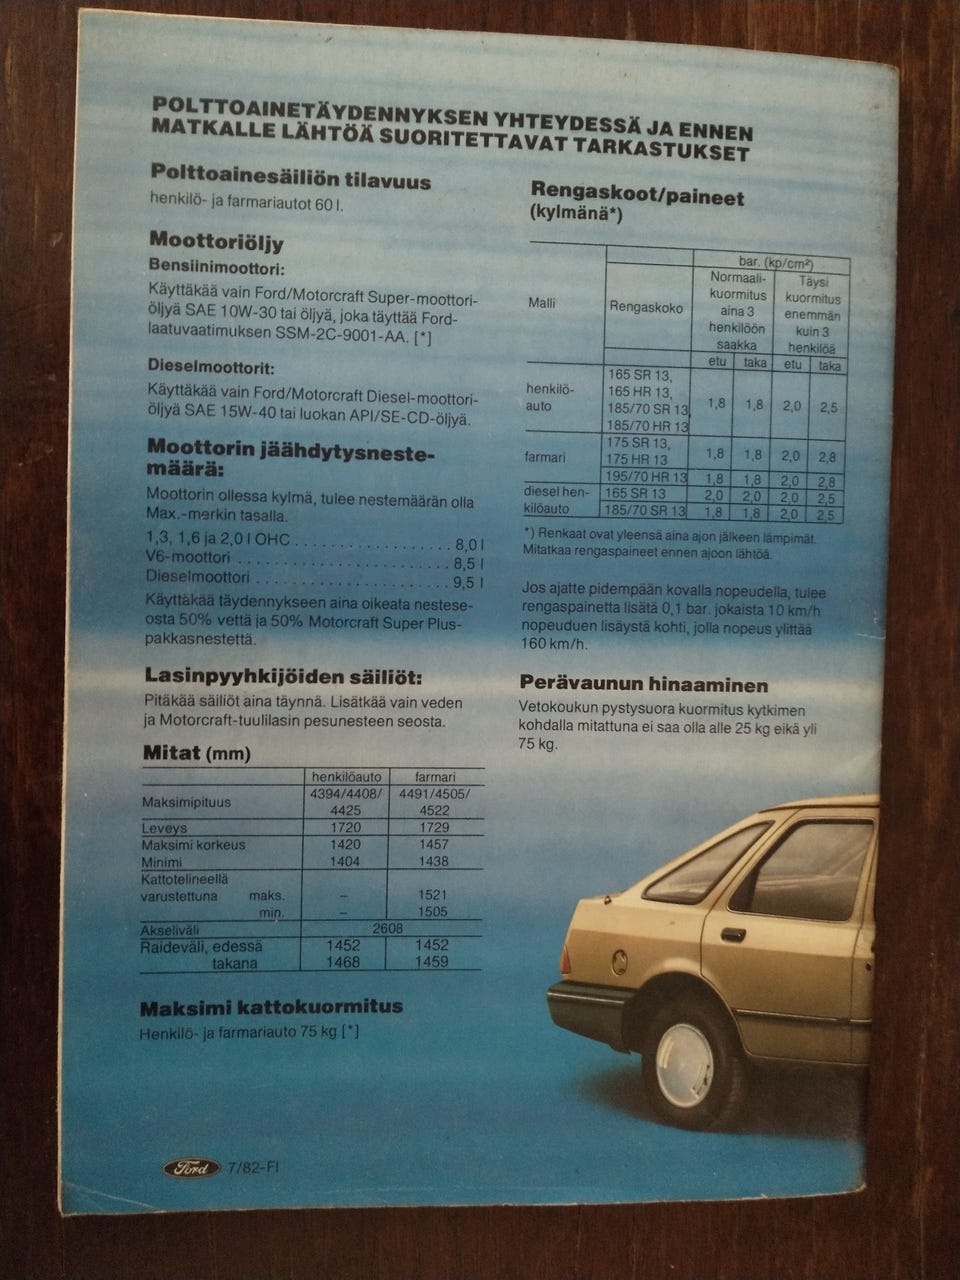 POLTTOAINETÄYDENNYKSEN YHTEYDESSÄ JA ENNEN
MATKALLE LÄHTÖÄ SUORITETTAVAT TARKASTUKSET
Polttoainesäiliön tilavuus
henkilö- ja farmariautot 60 l.
Moottoriöljy
Bensiinimoottori:
Käyttäkää vain Ford/Motorcraft Super-moottori-
öljyä SAE 10W-30 tai öljyä, joka täyttää Ford-
laatuvaatimuksen SSM-2C-9001-AA. [*]
Dieselmoottorit:
Käyttäkää vain Ford/Motorcraft Diesel-moottori-
öljyä SAE 15W-40 tai luokan API/SE-CD-öljyä.
Moottorin jäähdytysneste-
määrä:
Moottorin ollessa kylmä, tulee nestemäärän olla
Max.-merkin tasalla.
1,3, 1,6 ja 2,0 l OHC . . . . . . . . . . . . . . . . . 8,0 l
V6-moottori . . . . . . . . . . . . . . . . . . . . . . . 8,5 l
Dieselmoottori . . . . . . . . . . . . . . . . . . . . . 9,5 l
Käyttäkää täydennykseen aina oikeata nestese-
osta 50% vettä ja 50% Motorcraft Super Plus-
pakkasnestettä.
Lasinpyyhkijöiden säiliöt:
Pitäkää säiliöt aina täynnä. Lisätkää vain veden
ja Motorcraft-tuulilasin pesunesteen seosta.
Mitat (mm)
henkilöauto farmari
Maksimipituus 4394/4408/ 4491/4505/
4425 4522
Leveys 1720 1729
Maksimi korkeus 1420 1457
Minimi 1404 1438
Kattotelineellä
varustettuna maks. – 1521
min. – 1505
Akseliväli 2608
Raideväli, edessä 1452 1452
takana 1468 1459
Maksimi kattokuormitus
Henkilö- ja farmariauto 75 kg [*]
Ford 7/82-FI
Rengaskoot/paineet
(kylmänä*)
bar. (kp/cm²)
Malli Rengaskoko
Normaali-
kuormitus
aina 3
henkilöön
saakka
Täysi
kuormitus
enemmän
kuin 3
henkilöä
etu taka etu taka
henkilö-
auto
165 SR 13,
165 HR 13,
185/70 SR 13,
185/70 HR 13
1,8 1,8 2,0 2,5
farmari
175 SR 13,
175 HR 13
1,8 1,8 2,0 2,8
195/70 HR 13 1,8 1,8 2,0 2,8
diesel hen- 165 SR 13 2,0 2,0 2,0 2,5
kilöauto 185/70 SR 13 1,8 1,8 2,0 2,5
*) Renkaat ovat yleensä aina ajon jälkeen lämpimät.
Mitatkaa rengaspaineet ennen ajoon lähtöä.
Jos ajatte pidempään kovalla nopeudella, tulee
rengaspainetta lisätä 0,1 bar. jokaista 10 km/h
nopeuduen lisäystä kohti, jolla nopeus ylittää
160 km/h.
Perävaunun hinaaminen
Vetokoukun pystysuora kuormitus kytkimen
kohdalla mitattuna ei saa olla alle 25 kg eikä yli
75 kg.